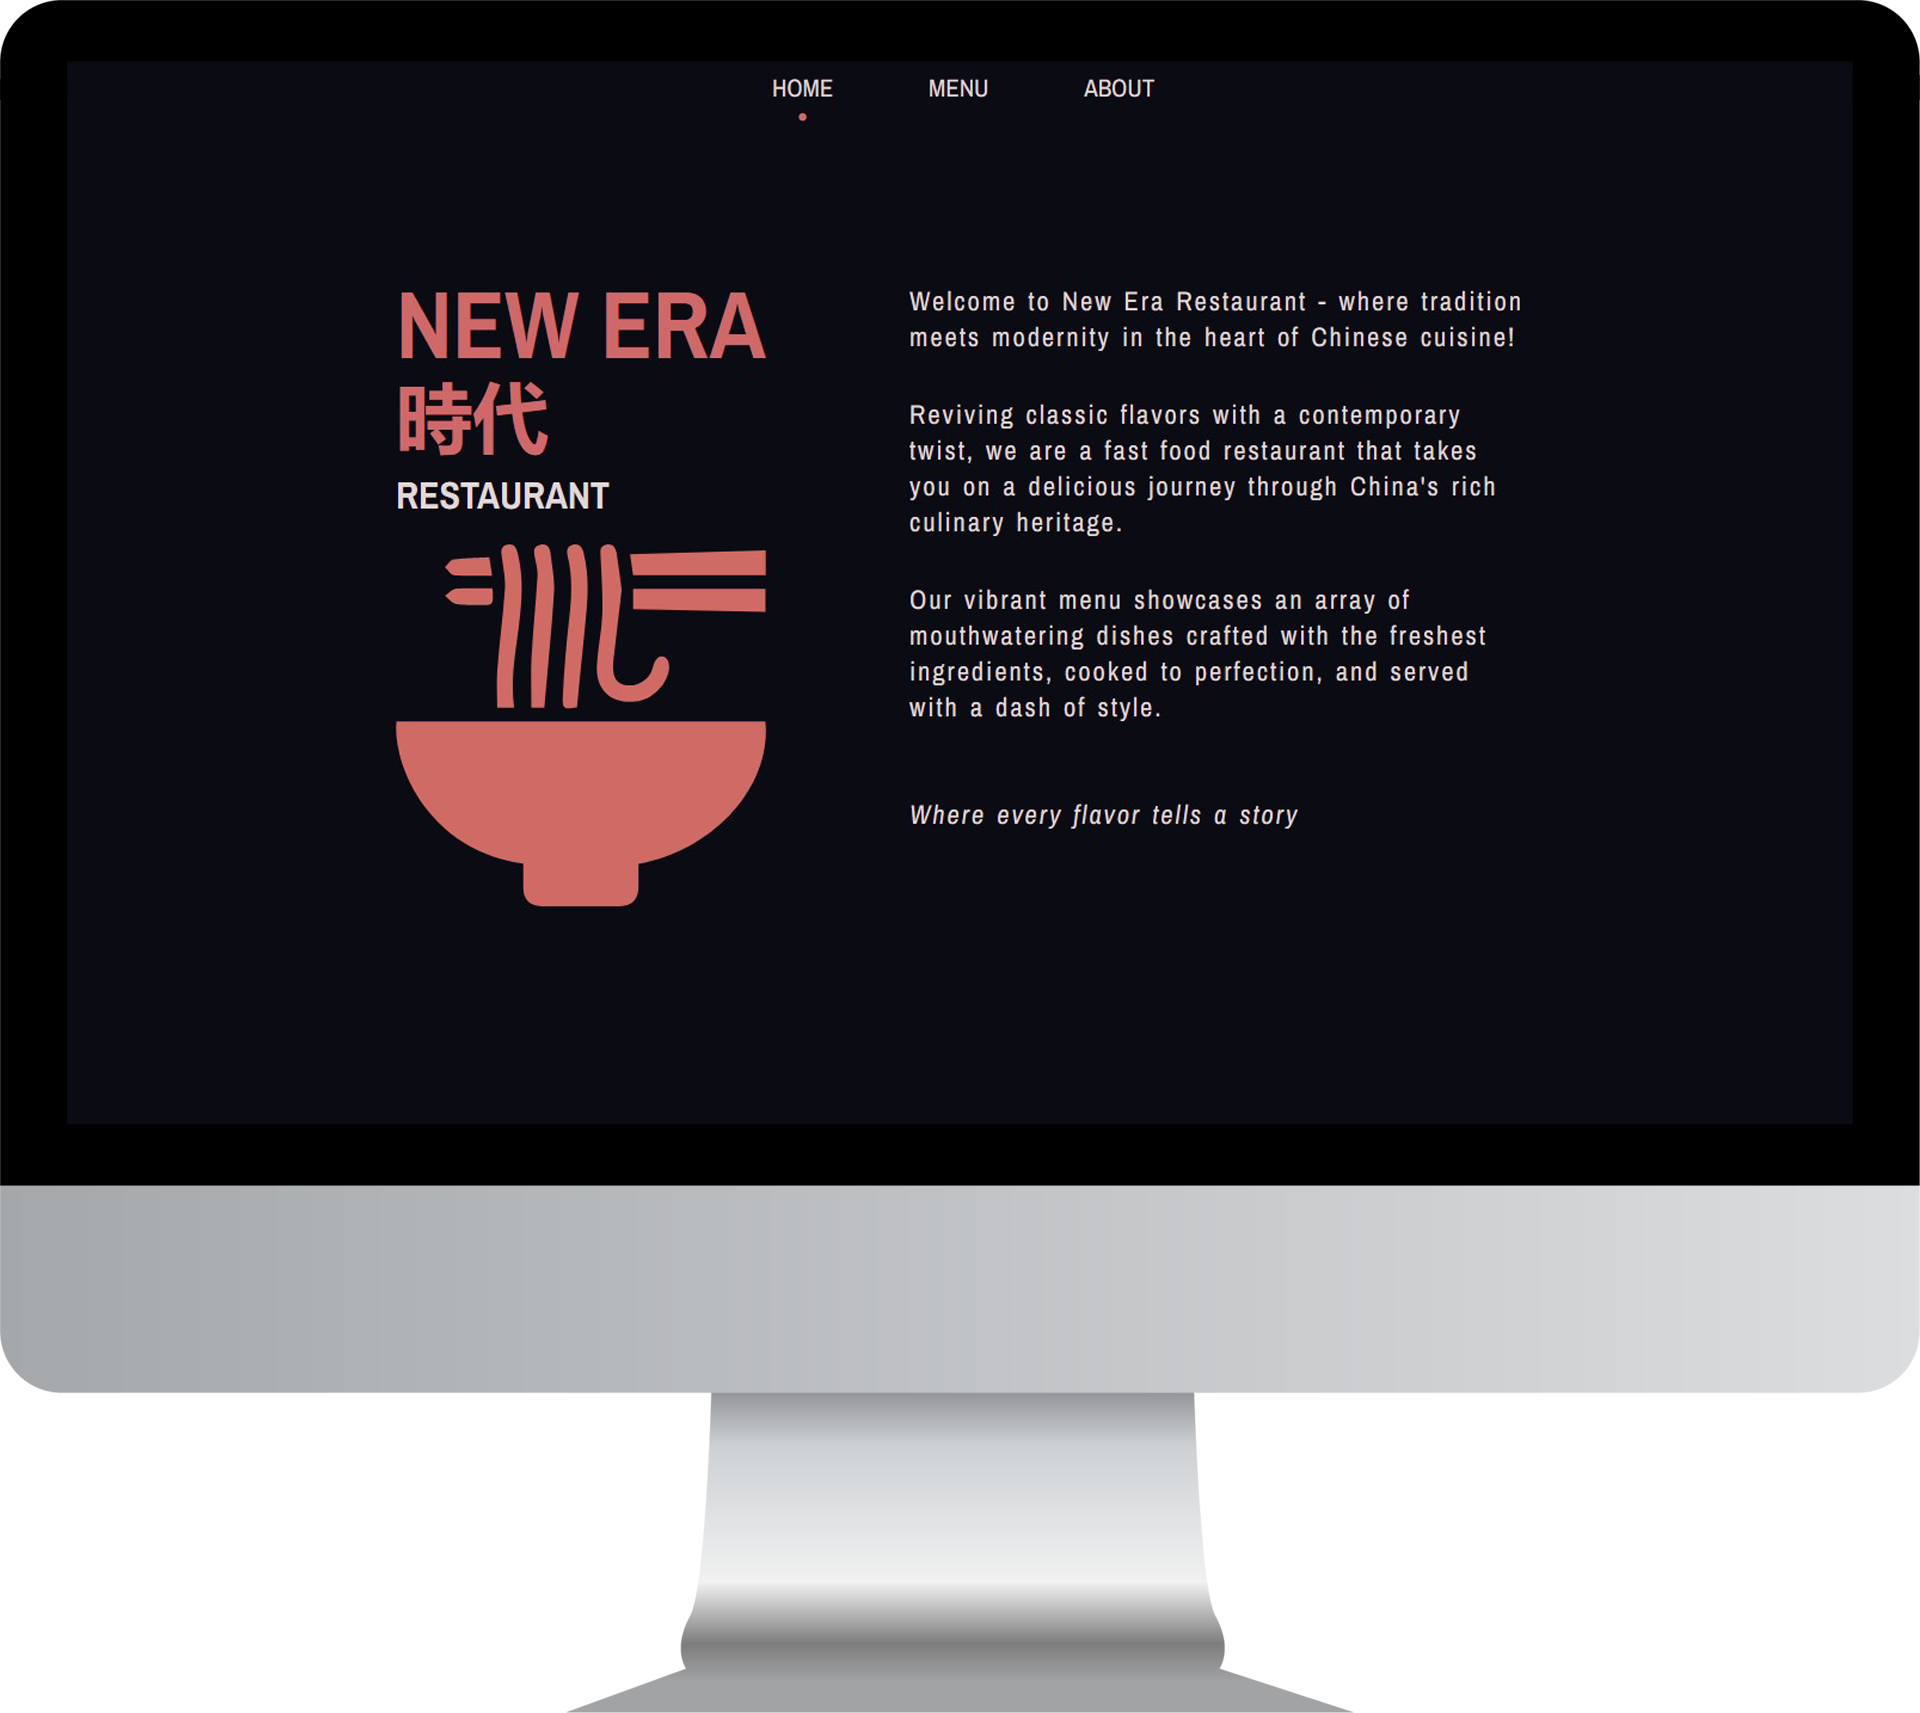 HOME MENU ABOUT
NEW ERA
時代
RESTAURANT
Welcome to New Era Restaurant - where tradition
meets modernity in the heart of Chinese cuisine!
Reviving classic flavors with a contemporary
twist, we are a fast food restaurant that takes
you on a delicious journey through China's rich
culinary heritage.
Our vibrant menu showcases an array of
mouthwatering dishes crafted with the freshest
ingredients, cooked to perfection, and served
with a dash of style.
Where every flavor tells a story